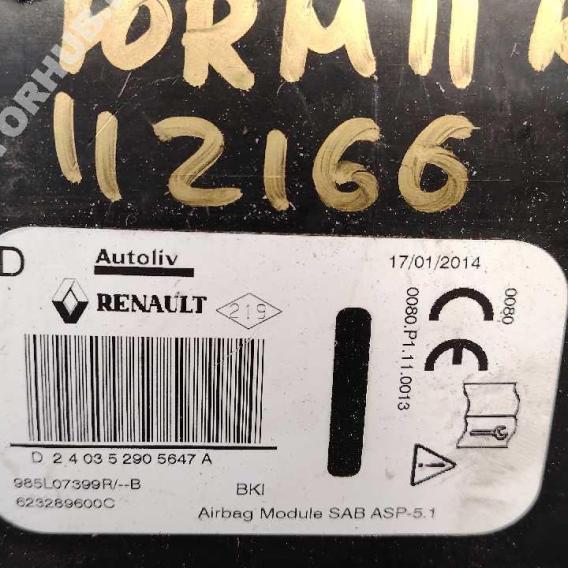 112166
D
Autoliv
17/01/2014
RENAULT
219
0080
0080.P1.11.0013
D 2 4 03 5 290 5647 A
985L07399R/--B
BKI
623289600C
Airbag Module SAB ASP-5.1